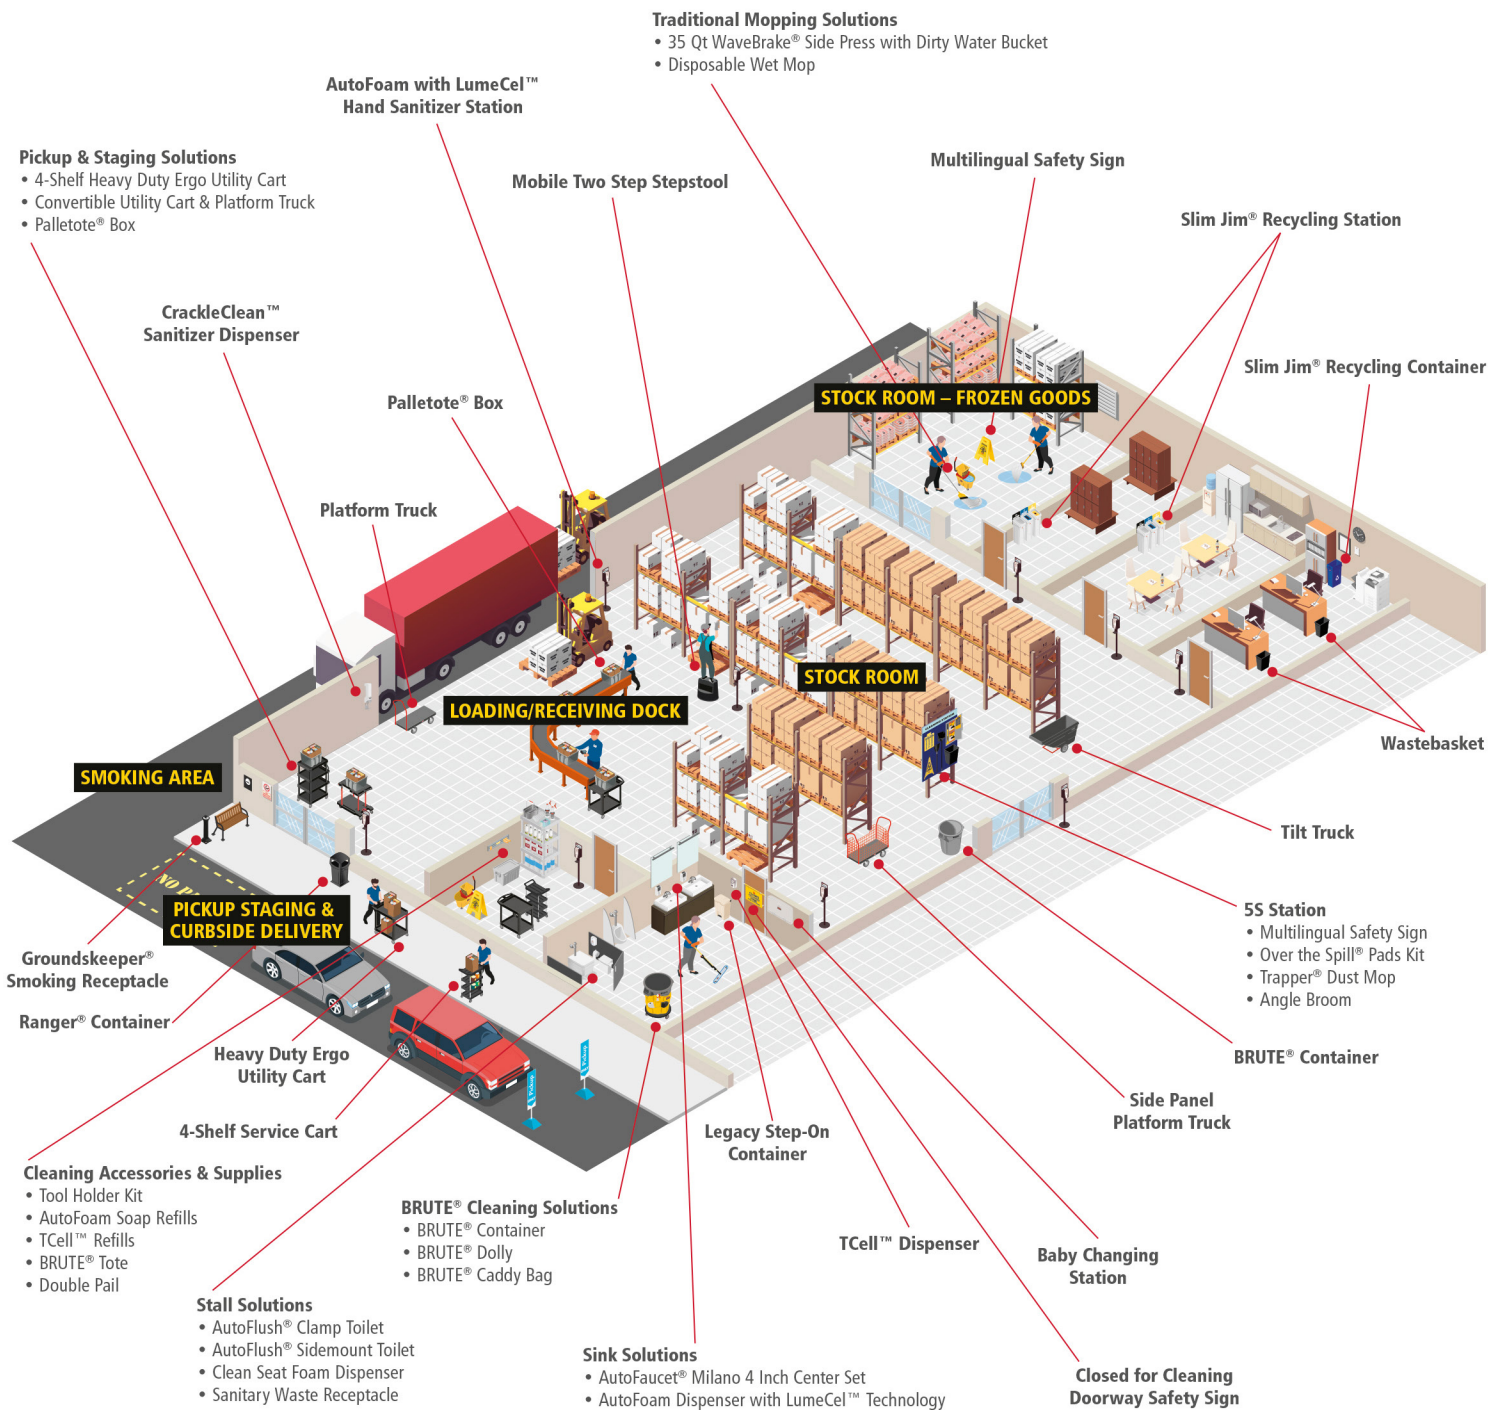 Traditional Mopping Solutions
• 35 Qt WaveBrake® Side Press with Dirty Water Bucket
• Disposable Wet Mop
AutoFoam with LumeCel™
Hand Sanitizer Station
Pickup & Staging Solutions
• 4-Shelf Heavy Duty Ergo Utility Cart
• Convertible Utility Cart & Platform Truck
• Palletote® Box
Mobile Two Step Stepstool
Multilingual Safety Sign
Slim Jim® Recycling Station
CrackleClean™
Sanitizer Dispenser
Slim Jim® Recycling Container
Palletote® Box
STOCK ROOM – FROZEN GOODS
Platform Truck
STOCK ROOM
LOADING/RECEIVING DOCK
Wastebasket
SMOKING AREA
Tilt Truck
NO
PICKUP STAGING &
CURBSIDE DELIVERY
5S Station
• Multilingual Safety Sign
• Over the Spill® Pads Kit
• Trapper® Dust Mop
• Angle Broom
Groundskeeper®
Smoking Receptacle
Ranger® Container
Heavy Duty Ergo
Utility Cart
BRUTE® Container
Pickup
Pickup
Side Panel
Platform Truck
4-Shelf Service Cart
Legacy Step-On
Container
Cleaning Accessories & Supplies
• Tool Holder Kit
• AutoFoam Soap Refills
• TCell™ Refills
• BRUTE® Tote
• Double Pail
BRUTE® Cleaning Solutions
• BRUTE® Container
• BRUTE® Dolly
• BRUTE® Caddy Bag
TCell™ Dispenser
Baby Changing
Station
Stall Solutions
• AutoFlush® Clamp Toilet
• AutoFlush® Sidemount Toilet
• Clean Seat Foam Dispenser
• Sanitary Waste Receptacle
Sink Solutions
• AutoFaucet® Milano 4 Inch Center Set
• AutoFoam Dispenser with LumeCel™ Technology
Closed for Cleaning
Doorway Safety Sign